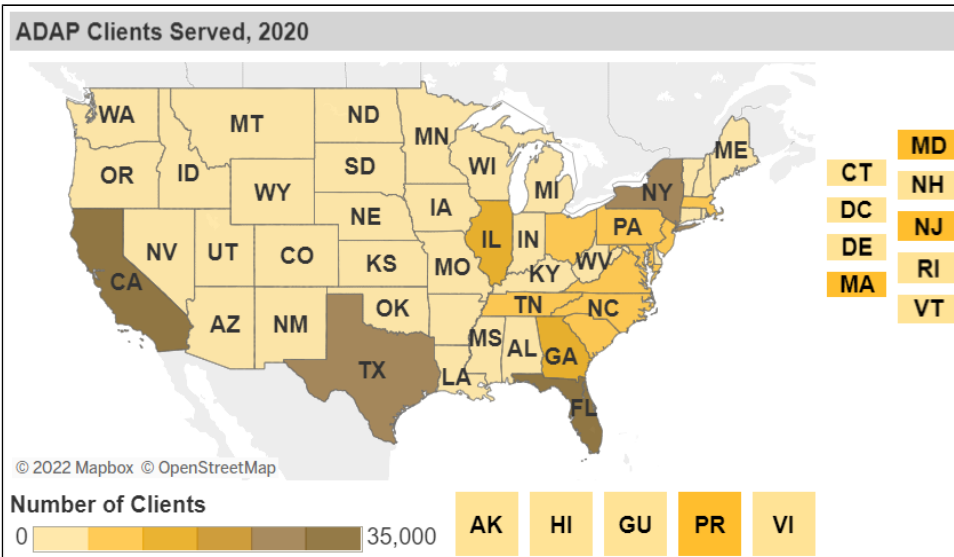 ADAP Clients Served, 2020
WA
MT
ND
MN
ME
MD
OR
ID
SD
WI
CT
NH
WY
MI
NY
DC
NJ
NE
IA
PA
DE
RI
NV
UT
CO
KS
MO
IL
IN
WV
MA
VT
CA
KY
AZ
NM
OK
TN
NC
TX
MS
AL
GA
LA
FL
© 2022 Mapbox © OpenStreetMap
Number of Clients
0 35,000
AK HI GU PR VI